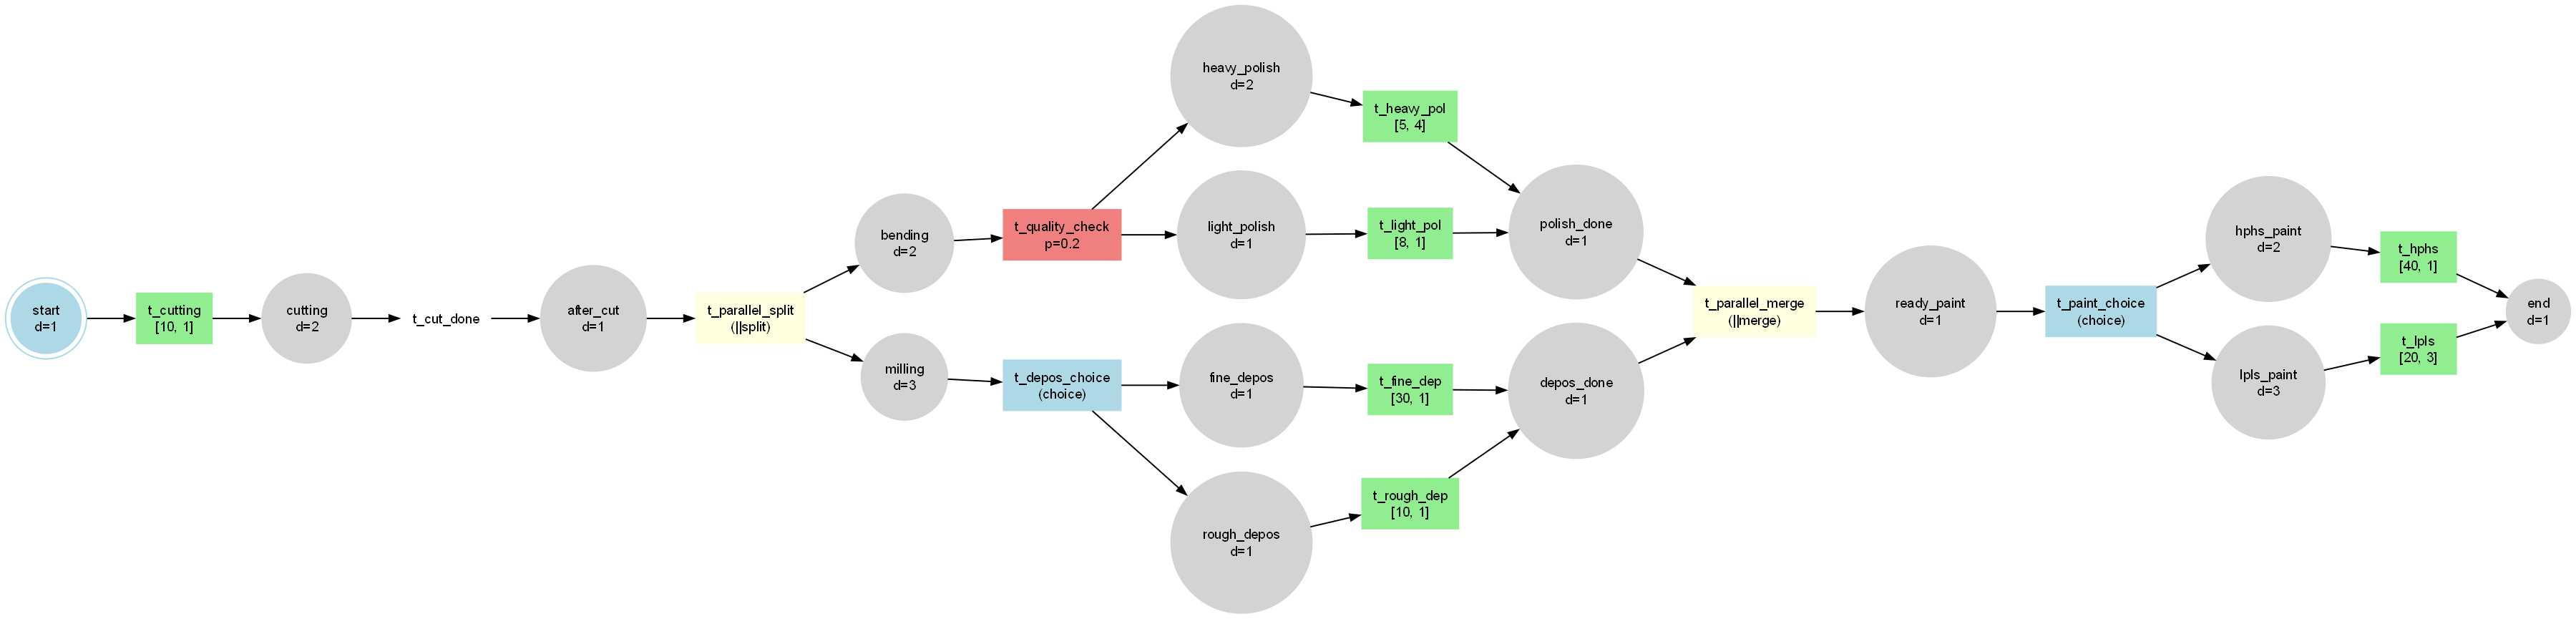 start
d=1
t_cutting
[10, 1]
cutting
d=2
t_cut_done
after_cut
d=1
t_parallel_split
(||split)
bending
d=2
milling
d=3
t_quality_check
p=0.2
t_depos_choice
(choice)
heavy_polish
d=2
light_polish
d=1
fine_depos
d=1
rough_depos
d=1
t_heavy_pol
[5, 4]
t_light_pol
[8, 1]
t_fine_dep
[30, 1]
t_rough_dep
[10, 1]
polish_done
d=1
depos_done
d=1
t_parallel_merge
(||merge)
ready_paint
d=1
t_paint_choice
(choice)
hphs_paint
d=2
lpls_paint
d=3
t_hphs
[40, 1]
t_lpls
[20, 3]
end
d=1